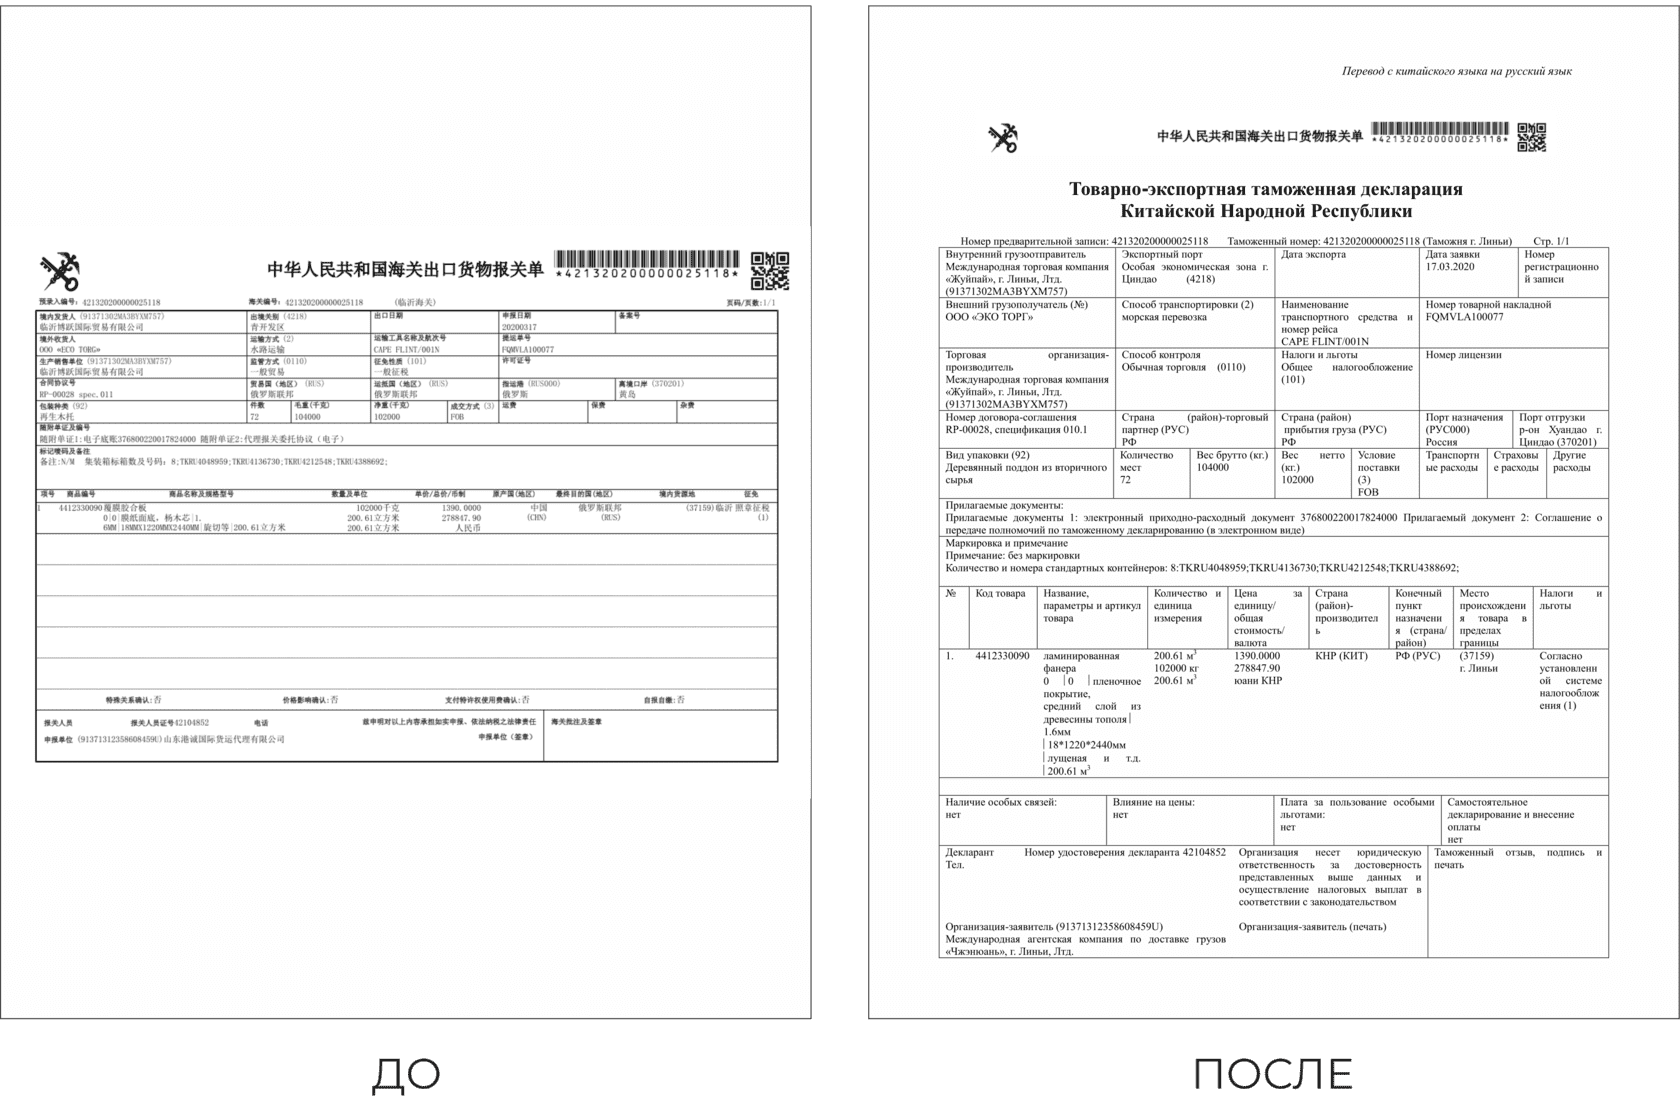 中华人民共和国海关出口货物报关单
*421320200000025118*
预录入编号: 421320200000025118 海关编号: 421320200000025118 (临沂海关) 页码/页数:1/1
境内发货人 (91371302MA3BYXM757) 出境关别 (4218) 出口日期 申报日期 备案号
临沂博跃国际贸易有限公司 青开发区 20200317
境外收货人 运输方式 (2) 运输工具名称及航次号 提运单号
ООО «ECO TORG» 水路运输 CAPE FLINT/001N FQMVLA100077
生产销售单位 (91371302MA3BYXM757) 监管方式 (0110) 征免性质 (101) 许可证号
临沂博跃国际贸易有限公司 一般贸易 一般征税
合同协议号 贸易国(地区) (RUS) 运抵国(地区) (RUS) 指运港 (RUS000) 离境口岸 (370201)
RP-00028 spec.011 俄罗斯联邦 俄罗斯联邦 俄罗斯 黄岛
包装种类 (92) 件数 毛重(千克) 净重(千克) 成交方式 (3) 运费 保费 杂费
再生木托 72 104000 102000 FOB
随附单证及编号
随附单证1:电子底账376800220017824000 随附单证2:代理报关委托协议(电子)
标记唛码及备注
备注:N/M 集装箱标箱数及号码: 8;TKRU4048959;TKRU4136730;TKRU4212548;TKRU4388692;
项号 商品编号 商品名称及规格型号 数量及单位 单价/总价/币制 原产国(地区) 最终目的国(地区) 境内货源地 征免
1 4412330090 覆膜胶合板 102000千克 1390.0000 中国 俄罗斯联邦 (37159)临沂 照章征税
0|0|膜纸面底, 杨木芯|1. 200.61立方米 278847.90 (CHN) (RUS) (1)
6MM|18MMX1220MMX2440MM|旋切等|200.61立方米 200.61立方米 人民币
特殊关系确认:否 价格影响确认:否 支付特许权使用费确认:否 自报自缴:否
报关人员 报关人员证号42104852 电话 兹申明对以上内容承担如实申报、依法纳税之法律责任 海关批注及签章
申报单位 (91371312358608459U)山东港诚国际货运代理有限公司 申报单位(签章)
ДО
Перевод с китайского языка на русский язык
中华人民共和国海关出口货物报关单
*421320200000025118*
Товарно-экспортная таможенная декларация
Китайской Народной Республики
Номер предварительной записи: 421320200000025118 Таможенный номер: 421320200000025118 (Таможня г. Линьи) Стр. 1/1
Внутренний грузоотправитель Экспортный порт Дата экспорта Дата заявки Номер
Международная торговая компания Особая экономическая зона г. 17.03.2020 регистрационно
«Жуйпай», г. Линьи, Лтд. Циндао (4218) й записи
(91371302MA3BYXM757)
Внешний грузополучатель (№) Способ транспортировки (2) Наименование Номер товарной накладной
ООО «ЭКО ТОРГ» морская перевозка транспортного средства и FQMVLA100077
номер рейса
CAPE FLINT/001N
Торговая организация- Способ контроля Налоги и льготы Номер лицензии
производитель Обычная торговля (0110) Общее налогообложение
Международная торговая компания (101)
«Жуйпай», г. Линьи, Лтд.
(91371302MA3BYXM757)
Номер договора-соглашения Страна (район)-торговый Страна (район) Порт назначения Порт отгрузки
RP-00028, спецификация 010.1 партнер (РУС) прибытия груза (РУС) (РУС000) р-он Хуандао г.
РФ РФ Россия Циндао (370201)
Вид упаковки (92) Количество Вес брутто (кг.) Вес нетто Условие Транспортн Страховы Другие
Деревянный поддон из вторичного мест 104000 (кг.) поставки ые расходы е расходы расходы
сырья 72 102000 (3)
FOB
Прилагаемые документы:
Прилагаемые документы 1: электронный приходно-расходный документ 376800220017824000 Прилагаемый документ 2: Соглашение о
передаче полномочий по таможенному декларированию (в электронном виде)
Маркировка и примечание
Примечание: без маркировки
Количество и номера стандартных контейнеров: 8:TKRU4048959;TKRU4136730;TKRU4212548;TKRU4388692;
№ Код товара Название, Количество и Цена за Страна Конечный Место Налоги и
параметры и артикул единица единицу/ (район)- пункт происхождени льготы
товара измерения общая производител назначени я товара в
стоимость/ ь я (страна/ пределах
валюта район) границы
1. 4412330090 ламинированная 200.61 м³ 1390.0000 КНР (КИТ) РФ (РУС) (37159) Согласно
фанера 102000 кг 278847.90 г. Линьи установленн
0 |0 |пленочное 200.61 м³ юани КНР ой системе
покрытие, налогооблож
средний слой из ения (1)
древесины тополя|
1.6мм
|18*1220*2440мм
|лущеная и т.д.
|200.61 м³
Наличие особых связей: Влияние на цены: Плата за пользование особыми Самостоятельное
нет нет льготами: декларирование и внесение
нет оплаты
нет
Декларант Номер удостоверения декларанта 42104852 Организация несет юридическую Таможенный отзыв, подпись и
Тел. ответственность за достоверность печать
представленных выше данных и
осуществление налоговых выплат в
соответствии с законодательством
Организация-заявитель (91371312358608459U) Организация-заявитель (печать)
Международная агентская компания по доставке грузов
«Чжэнюань», г. Линьи, Лтд.
ПОСЛЕ